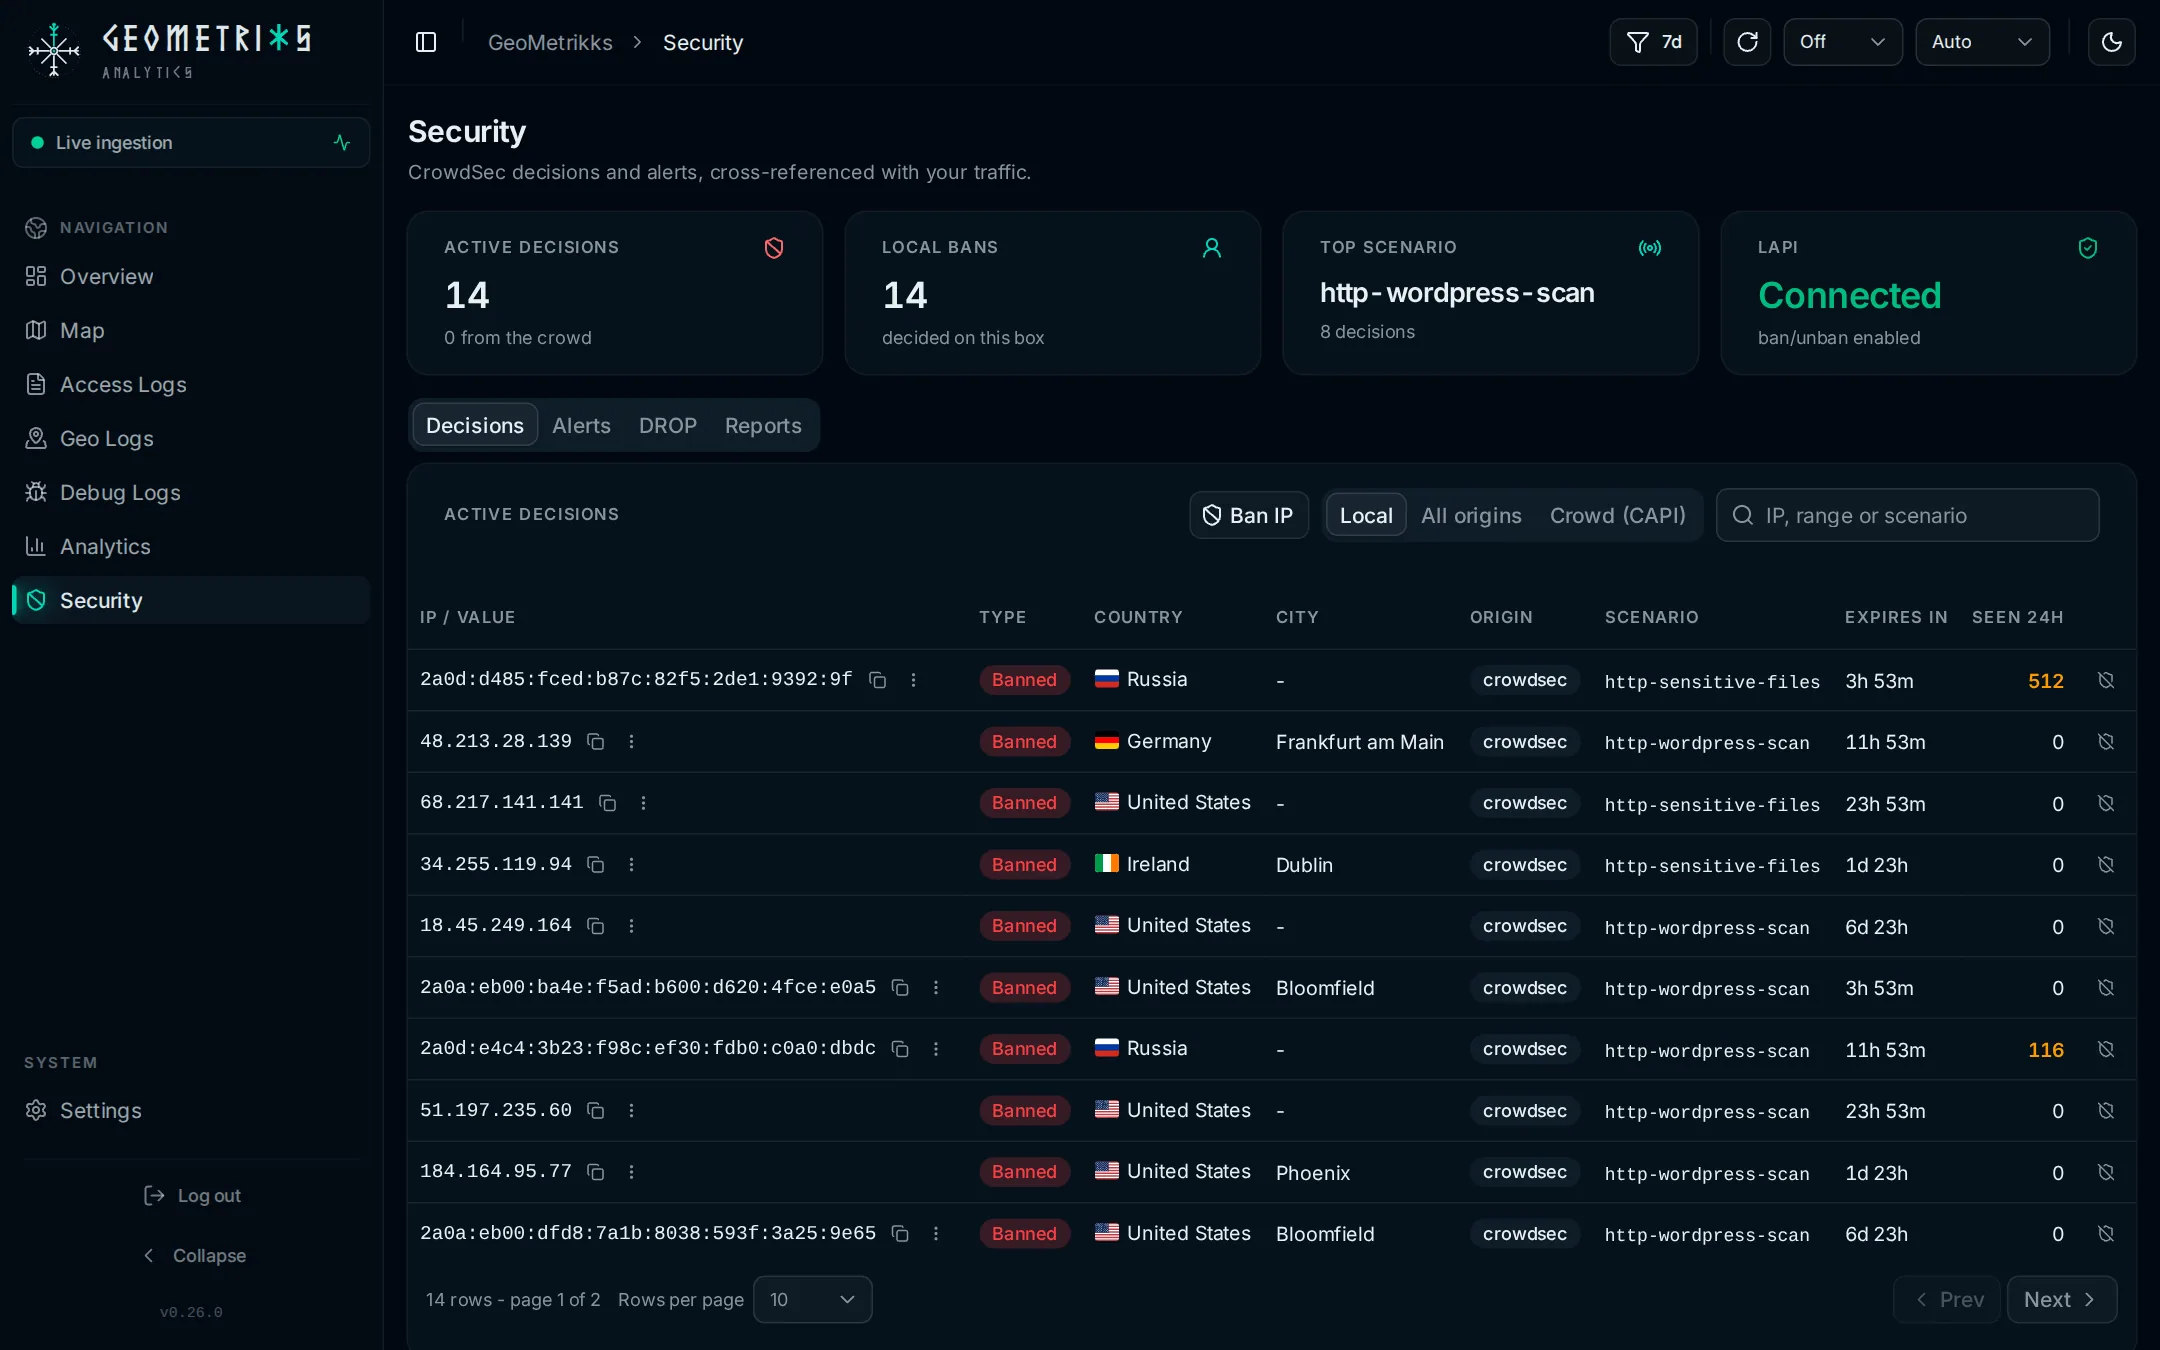 GEOMETRI*S
ANALYTICS
Live ingestion
NAVIGATION
Overview
Map
Access Logs
Geo Logs
Debug Logs
Analytics
Security
SYSTEM
Settings
Log out
Collapse
v0.26.0
GeoMetrikks > Security
7d
Off
Auto
Security
CrowdSec decisions and alerts, cross-referenced with your traffic.
ACTIVE DECISIONS
14
0 from the crowd
LOCAL BANS
14
decided on this box
TOP SCENARIO
http-wordpress-scan
8 decisions
LAPI
Connected
ban/unban enabled
Decisions Alerts DROP Reports
ACTIVE DECISIONS
Ban IP
Local All origins Crowd (CAPI)
IP, range or scenario
IP / VALUE TYPE COUNTRY CITY ORIGIN SCENARIO EXPIRES IN SEEN 24H
2a0d:d485:fced:b87c:82f5:2de1:9392:9f Banned Russia - crowdsec http-sensitive-files 3h 53m 512
48.213.28.139 Banned Germany Frankfurt am Main crowdsec http-wordpress-scan 11h 53m 0
68.217.141.141 Banned United States - crowdsec http-sensitive-files 23h 53m 0
34.255.119.94 Banned Ireland Dublin crowdsec http-sensitive-files 1d 23h 0
18.45.249.164 Banned United States - crowdsec http-wordpress-scan 6d 23h 0
2a0a:eb00:ba4e:f5ad:b600:d620:4fce:e0a5 Banned United States Bloomfield crowdsec http-wordpress-scan 3h 53m 0
2a0d:e4c4:3b23:f98c:ef30:fdb0:c0a0:dbdc Banned Russia - crowdsec http-wordpress-scan 11h 53m 116
51.197.235.60 Banned United States - crowdsec http-wordpress-scan 23h 53m 0
184.164.95.77 Banned United States Phoenix crowdsec http-wordpress-scan 1d 23h 0
2a0a:eb00:dfd8:7a1b:8038:593f:3a25:9e65 Banned United States Bloomfield crowdsec http-wordpress-scan 6d 23h 0
14 rows - page 1 of 2 Rows per page 10 Prev Next